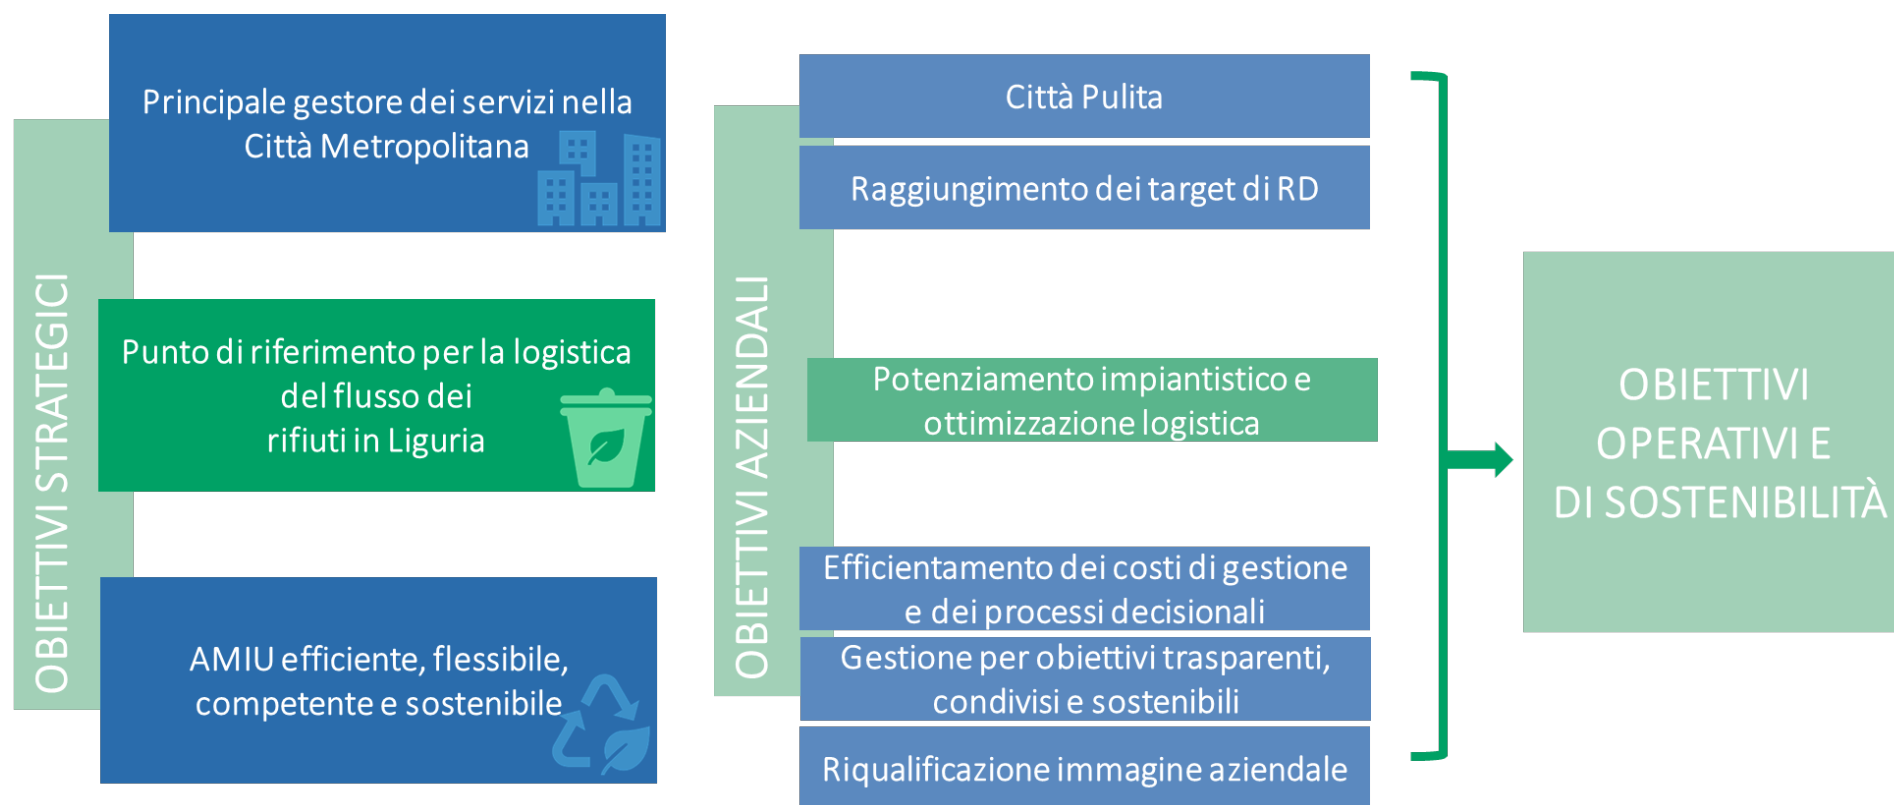 OBIETTIVI STRATEGICI
Principale gestore dei servizi nella
Città Metropolitana
Punto di riferimento per la logistica
del flusso dei
rifiuti in Liguria
AMIU efficiente, flessibile,
competente e sostenibile
OBIETTIVI AZIENDALI
Città Pulita
Raggiungimento dei target di RD
Potenziamento impiantistico e
ottimizzazione logistica
Efficientamento dei costi di gestione
e dei processi decisionali
Gestione per obiettivi trasparenti,
condivisi e sostenibili
Riqualificazione immagine aziendale
OBIETTIVI
OPERATIVI E
DI SOSTENIBILITÀ